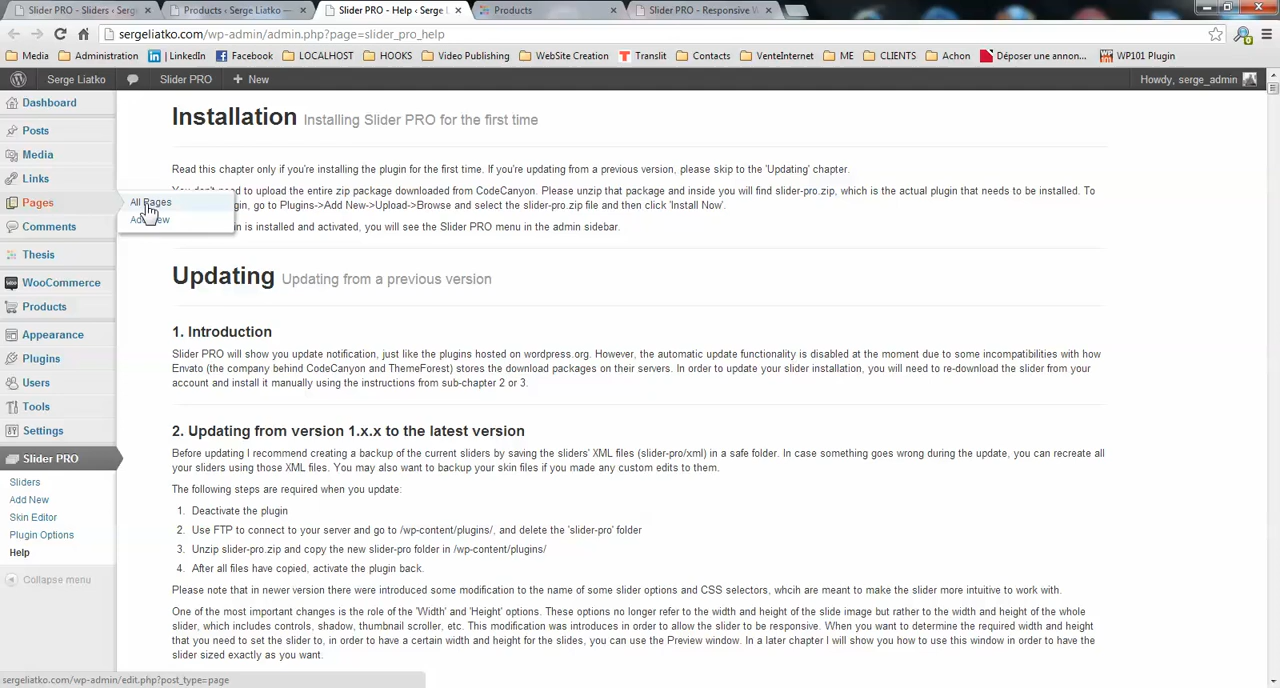 Slider PRO - Sliders ‹ Serg
Products ‹ Serge Liatko —
Slider PRO - Help ‹ Serge L
Products
Slider PRO - Responsive W
sergeliatko.com/wp-admin/admin.php?page=slider_pro_help
Media
Administration
LinkedIn
Facebook
LOCALHOST
HOOKS
Video Publishing
WebSite Creation
Translit
Contacts
VenteInternet
ME
CLIENTS
Achon
Déposer une annon...
WP101 Plugin
Serge Liatko
Slider PRO
+ New
Howdy, serge_admin
Dashboard
Posts
Media
Links
Pages
Comments
Thesis
WooCommerce
Products
Appearance
Plugins
Users
Tools
Settings
Slider PRO
Sliders
Add New
Skin Editor
Plugin Options
Help
Collapse menu
All Pages
Installation Installing Slider PRO for the first time
Read this chapter only if you're installing the plugin for the first time. If you're updating from a previous version, please skip to the 'Updating' chapter.
You don't need to upload the entire zip package downloaded from CodeCanyon. Please unzip that package and inside you will find slider-pro.zip, which is the actual plugin that needs to be installed. To
gin, go to Plugins->Add New->Upload->Browse and select the slider-pro.zip file and then click 'Install Now'.
n is installed and activated, you will see the Slider PRO menu in the admin sidebar.
Updating Updating from a previous version
1. Introduction
Slider PRO will show you update notification, just like the plugins hosted on wordpress.org. However, the automatic update functionality is disabled at the moment due to some incompatibilities with how
Envato (the company behind CodeCanyon and ThemeForest) stores the download packages on their servers. In order to update your slider installation, you will need to re-download the slider from your
account and install it manually using the instructions from sub-chapter 2 or 3.
2. Updating from version 1.x.x to the latest version
Before updating I recommend creating a backup of the current sliders by saving the sliders' XML files (slider-pro/xml) in a safe folder. In case something goes wrong during the update, you can recreate all
your sliders using those XML files. You may also want to backup your skin files if you made any custom edits to them.
The following steps are required when you update:
1. Deactivate the plugin
2. Use FTP to connect to your server and go to /wp-content/plugins/, and delete the 'slider-pro' folder
3. Unzip slider-pro.zip and copy the new slider-pro folder in /wp-content/plugins/
4. After all files have copied, activate the plugin back.
Please note that in newer version there were introduced some modification to the name of some slider options and CSS selectors, whcih are meant to make the slider more intuitive to work with.
One of the most important changes is the role of the 'Width' and 'Height' options. These options no longer refer to the width and height of the slide image but rather to the width and height of the whole
slider, which includes controls, shadow, thumbnail scroller, etc. This modification was introduced in order to allow the slider to be responsive. When you want to determine the required width and height
that you need to set the slider to, in order to have a certain width and height for the slides, you can use the Preview window. In a later chapter I will show you how to use this window in order to have the
slider sized exactly as you want.
sergeliatko.com/wp-admin/edit.php?post_type=page